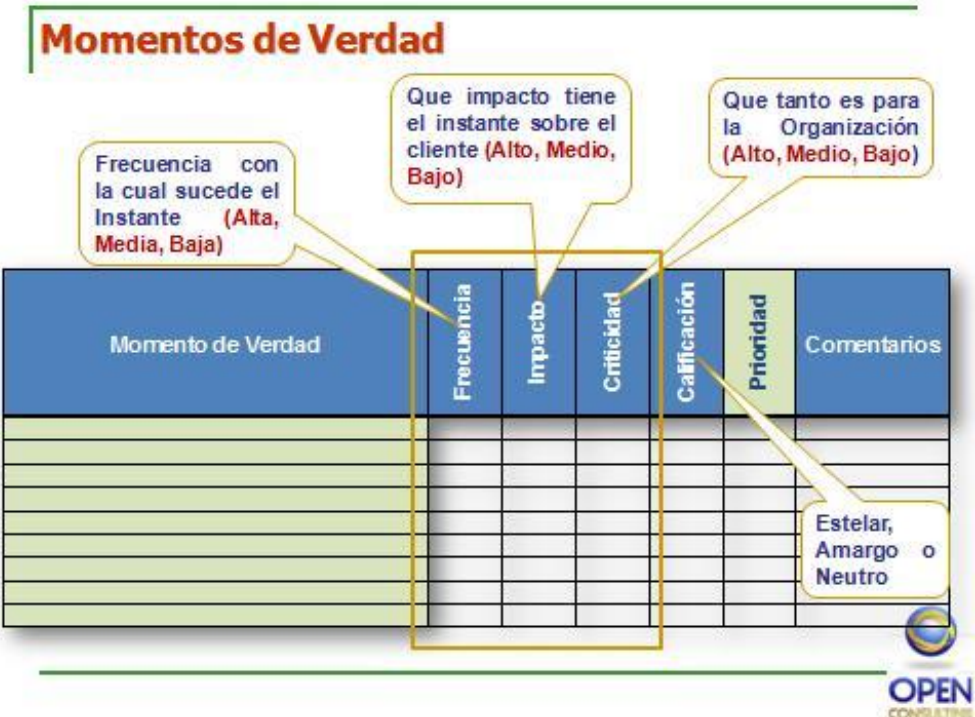 Momentos de Verdad
Que impacto tiene
el instante sobre el
cliente (Alto, Medio,
Bajo)
Que tanto es para
la Organización
(Alto, Medio, Bajo)
Frecuencia con
la cual sucede el
Instante (Alta,
Media, Baja)
Momento de Verdad
Frecuencia
Impacto
Criticidad
Calificación
Prioridad
Comentarios
Estelar,
Amargo o
Neutro
OPEN
CONSULTING